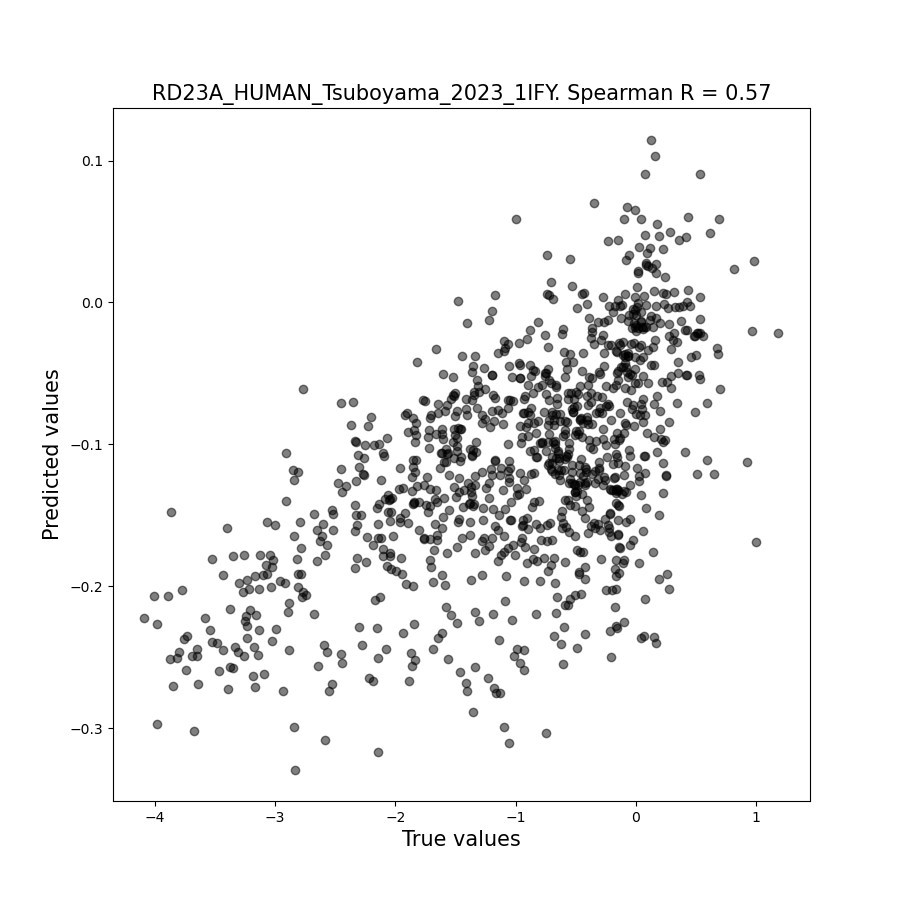 RD23A_HUMAN_Tsuboyama_2023_1IFY. Spearman R = 0.57
0.1
0.0
−0.1
−0.2
−0.3
Predicted values
−4 −3 −2 −1 0 1
True values